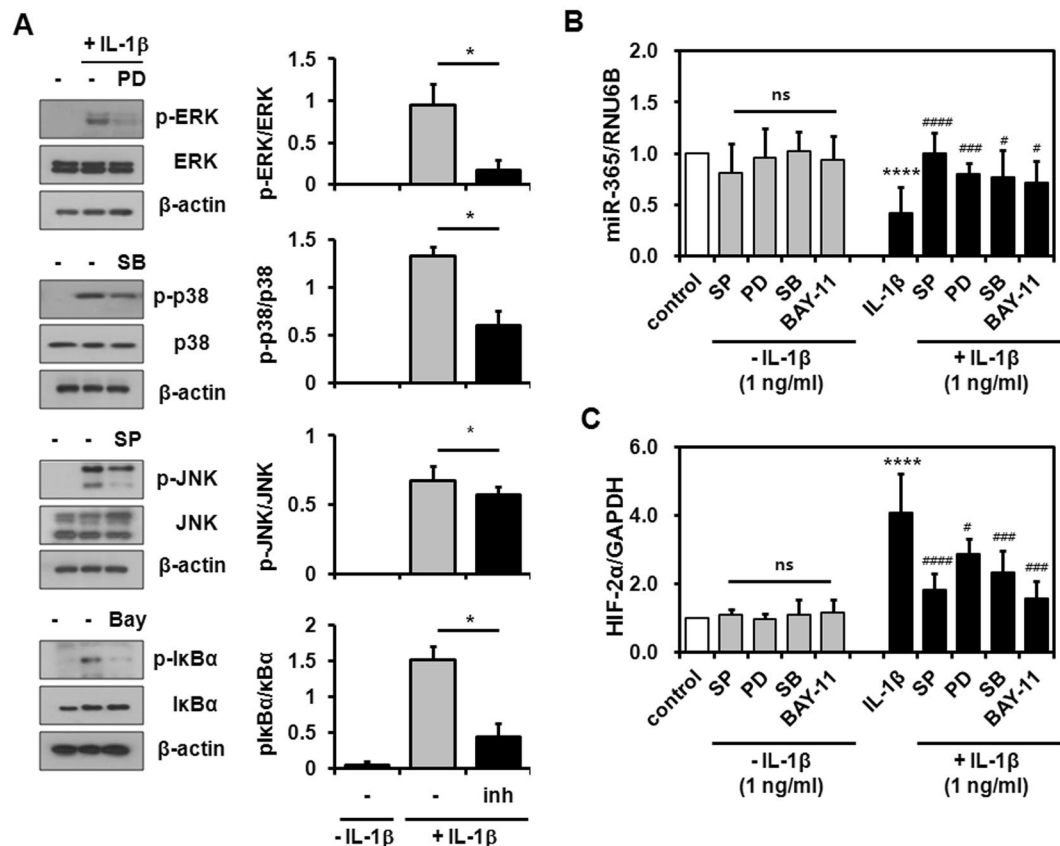 A
+ IL-1β
- - PD
p-ERK
ERK
β-actin
- - SB
p-p38
p38
β-actin
- - SP
p-JNK
JNK
β-actin
- - Bay
p-IκBα
IκBα
β-actin
p-ERK/ERK
1.5
1
0.5
0
*
p-p38/p38
1.5
1
0.5
0
*
p-JNK/JNK
1
0.5
0
*
pIκBα/κBα
2
1.5
1
0.5
0
*
- - inh
- IL-1β + IL-1β
B
miR-365/RNU6B
2.0
1.5
1.0
0.5
0.0
ns
**** #### ### # #
control SP PD SB BAY-11 IL-1β SP PD SB BAY-11
- IL-1β + IL-1β
(1 ng/ml) (1 ng/ml)
C
HIF-2α/GAPDH
6.0
4.0
2.0
0.0
ns
**** #### # ### ###
control SP PD SB BAY-11 IL-1β SP PD SB BAY-11
- IL-1β + IL-1β
(1 ng/ml) (1 ng/ml)